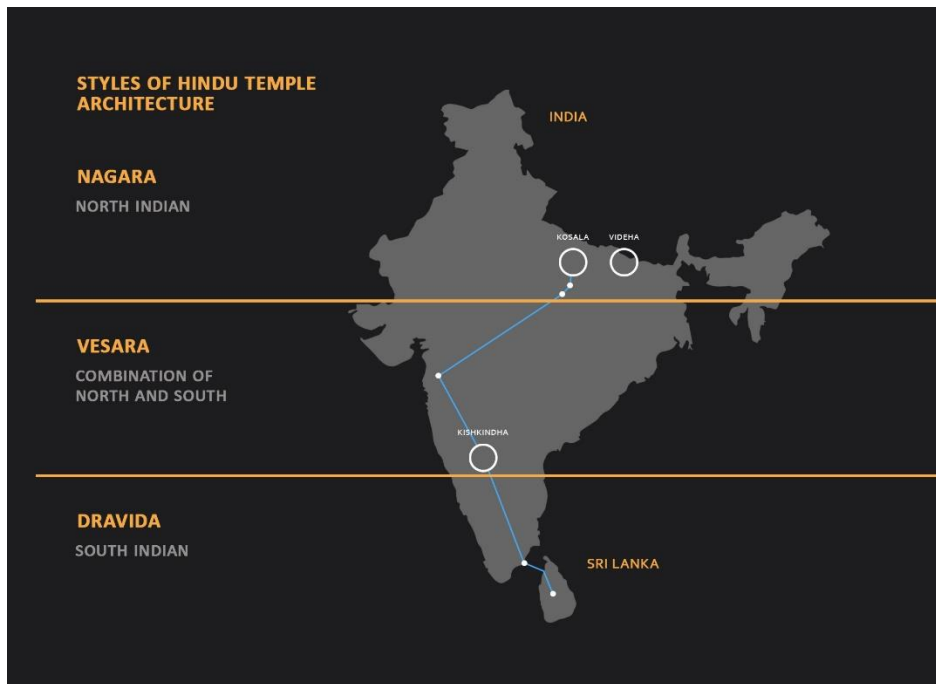 STYLES OF HINDU TEMPLE
ARCHITECTURE
INDIA
NAGARA
NORTH INDIAN
KOSALA
VIDEHA
VESARA
COMBINATION OF
NORTH AND SOUTH
KISHKINDHA
DRAVIDA
SOUTH INDIAN
SRI LANKA